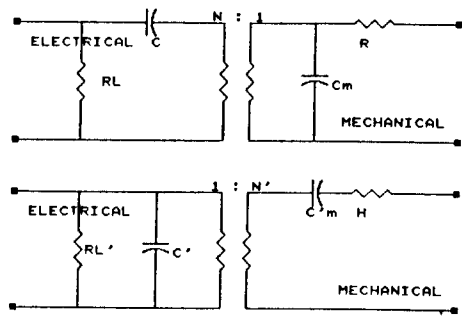 N : 1
ELECTRICAL
C
R
RL
Cm
MECHANICAL
1 : N'
ELECTRICAL
C'm
H
RL'
C'
MECHANICAL